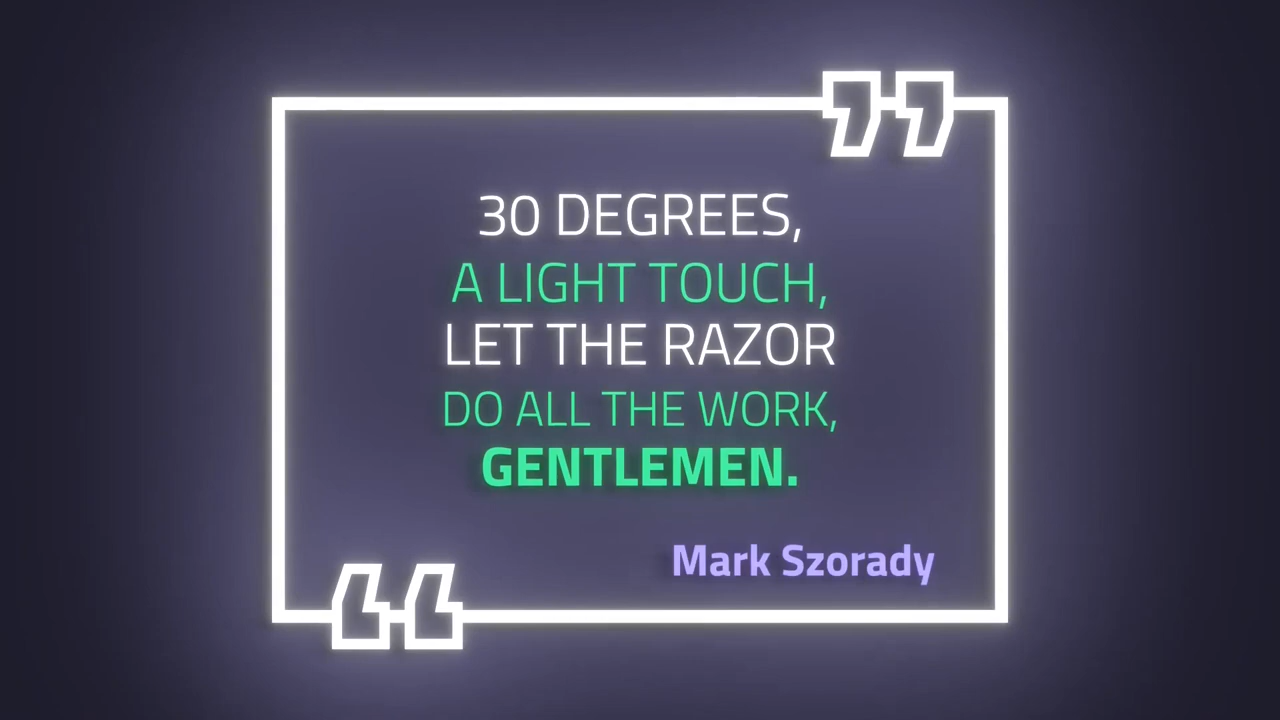 30 DEGREES,
A LIGHT TOUCH,
LET THE RAZOR
DO ALL THE WORK,
GENTLEMEN.
Mark Szorady